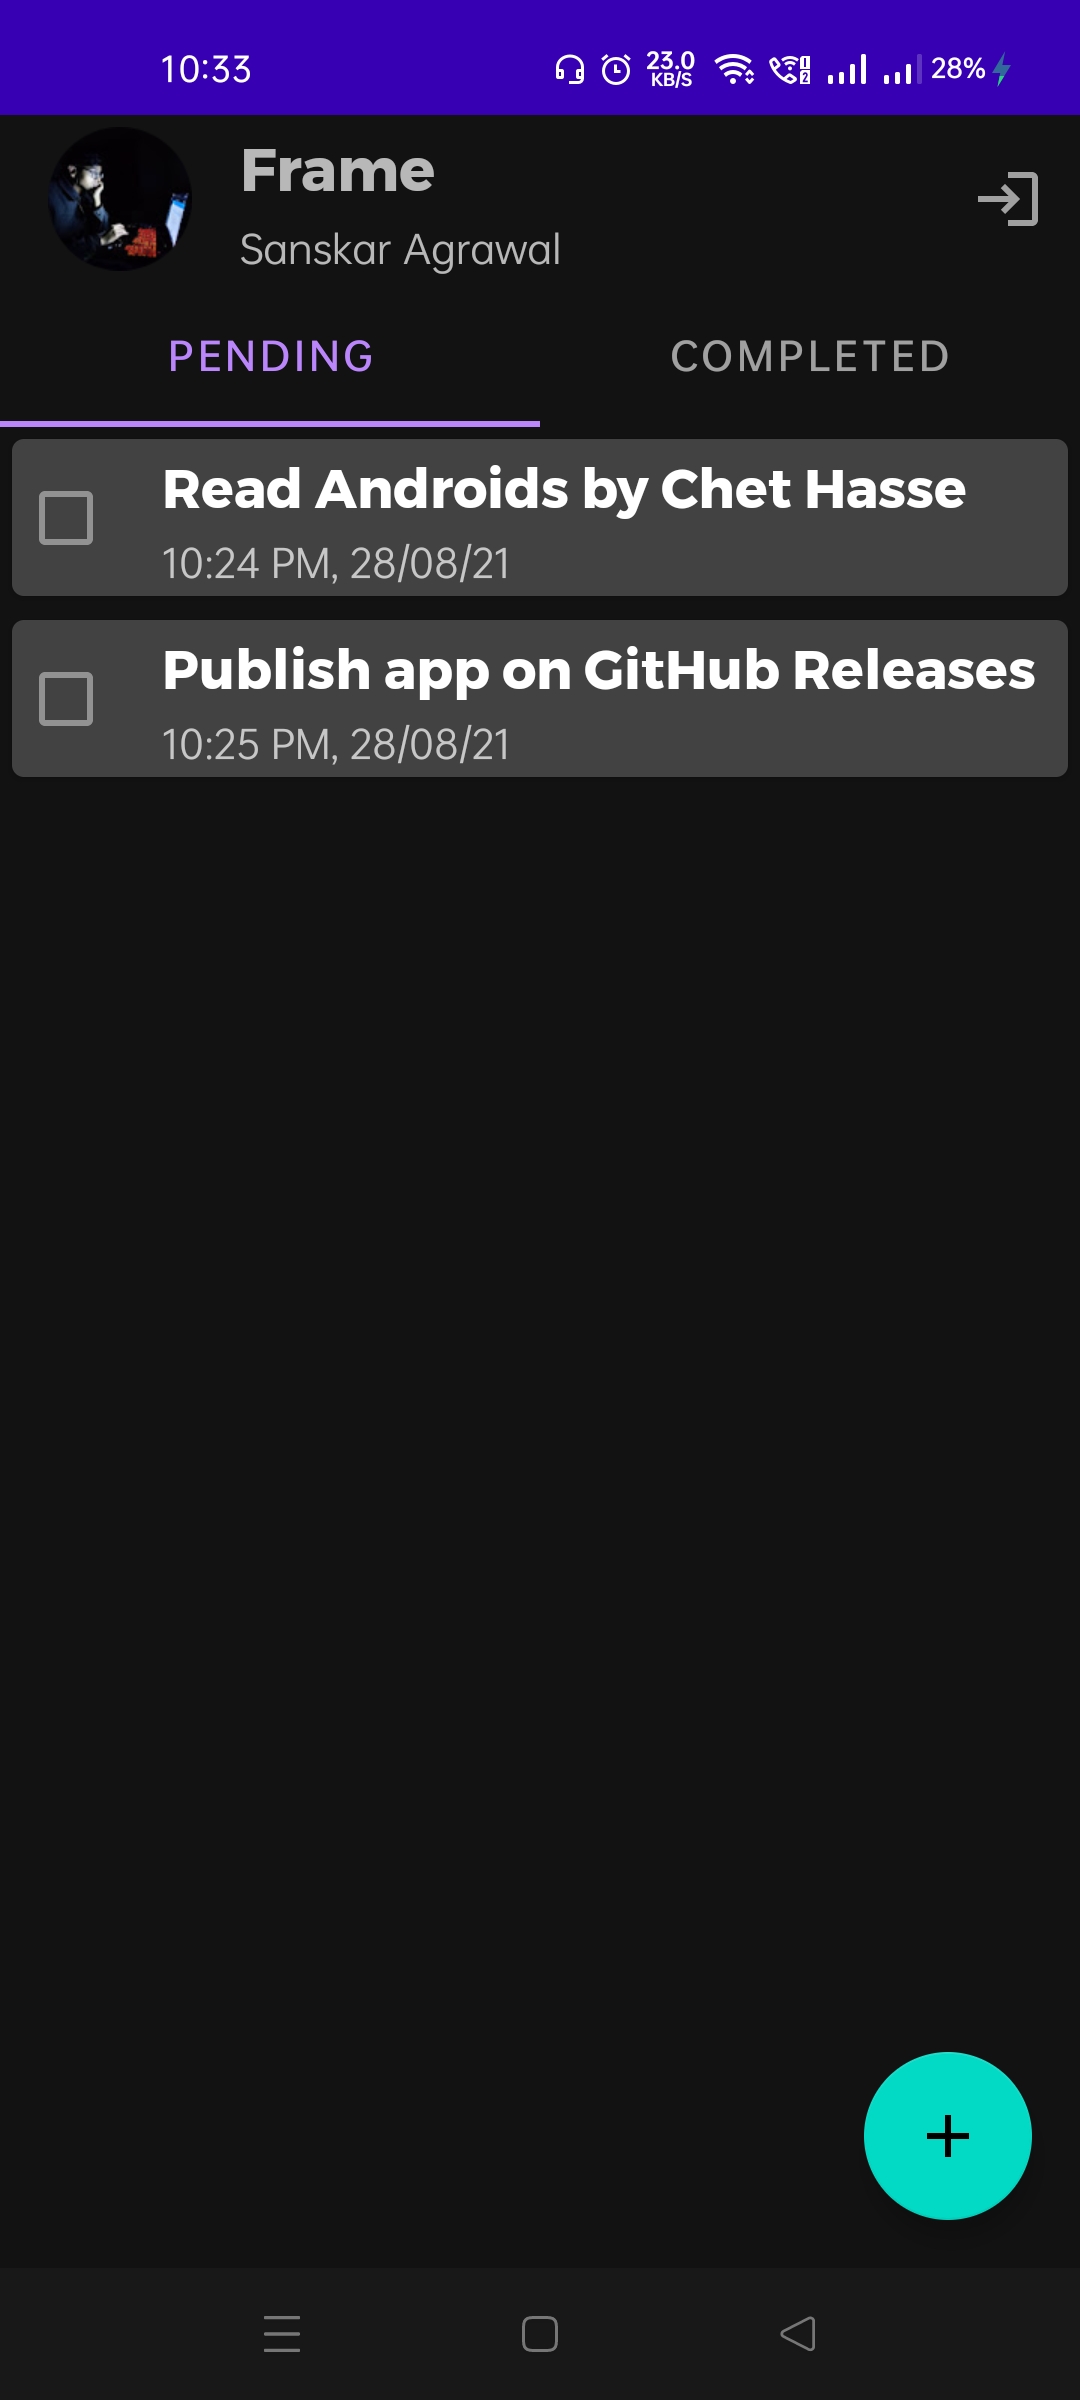 10:33 23.0 KB/S 28%
Frame
Sanskar Agrawal
PENDING COMPLETED
Read Androids by Chet Hasse
10:24 PM, 28/08/21
Publish app on GitHub Releases
10:25 PM, 28/08/21